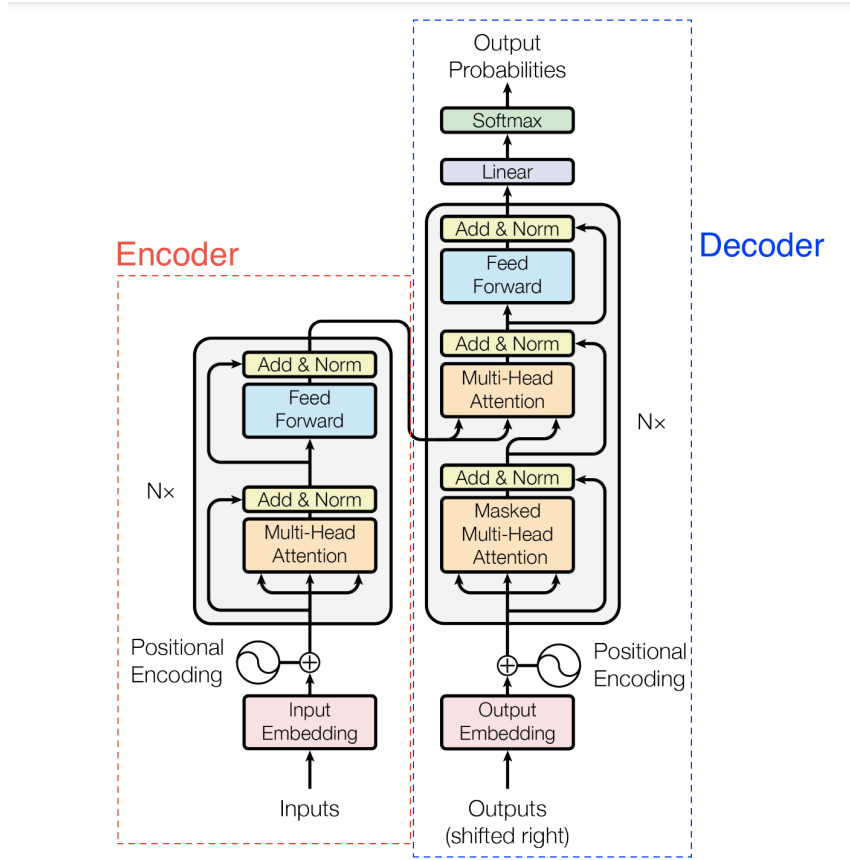 Output
Probabilities
Softmax
Linear
Add & Norm
Feed
Forward
Add & Norm
Multi-Head
Attention
Add & Norm
Masked
Multi-Head
Attention
Nx
Decoder
Positional
Encoding
Output
Embedding
Outputs
(shifted right)
Encoder
Add & Norm
Feed
Forward
Add & Norm
Multi-Head
Attention
Nx
Positional
Encoding
Input
Embedding
Inputs